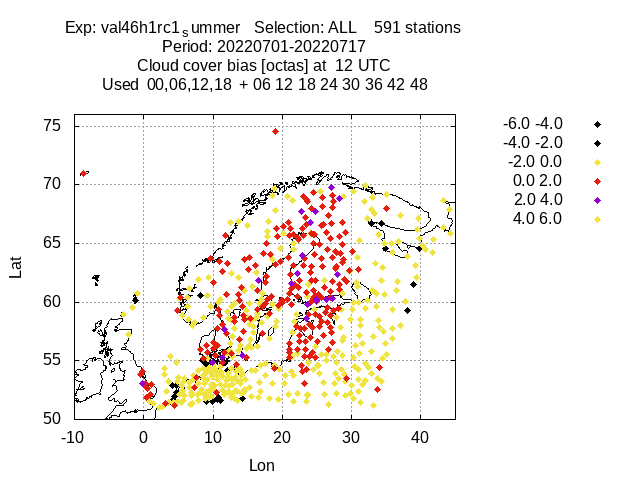 Exp: val46h1rc1summer Selection: ALL 591 stations
Period: 20220701-20220717
Cloud cover bias [octas] at 12 UTC
Used 00,06,12,18 + 06 12 18 24 30 36 42 48
-6.0 -4.0
-4.0 -2.0
-2.0 0.0
0.0 2.0
2.0 4.0
4.0 6.0
75
70
65
60
55
50
Lat
-10 0 10 20 30 40
Lon